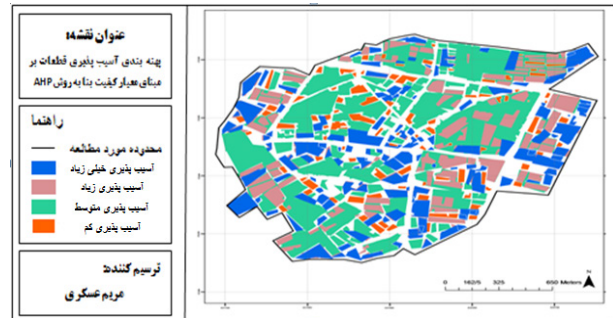 عنوان نقشه:
پهنه بندی آسیب پذیری قطعات بر
مبنای معیار کیفیت بنا به روش AHP
راهنما
محدوده مورد مطالعه
آسیب پذیری خیلی زیاد
آسیب پذیری زیاد
آسیب پذیری متوسط
آسیب پذیری کم
ترسیم کننده:
مریم عسگری
0 162/5 325 650 Meters
N